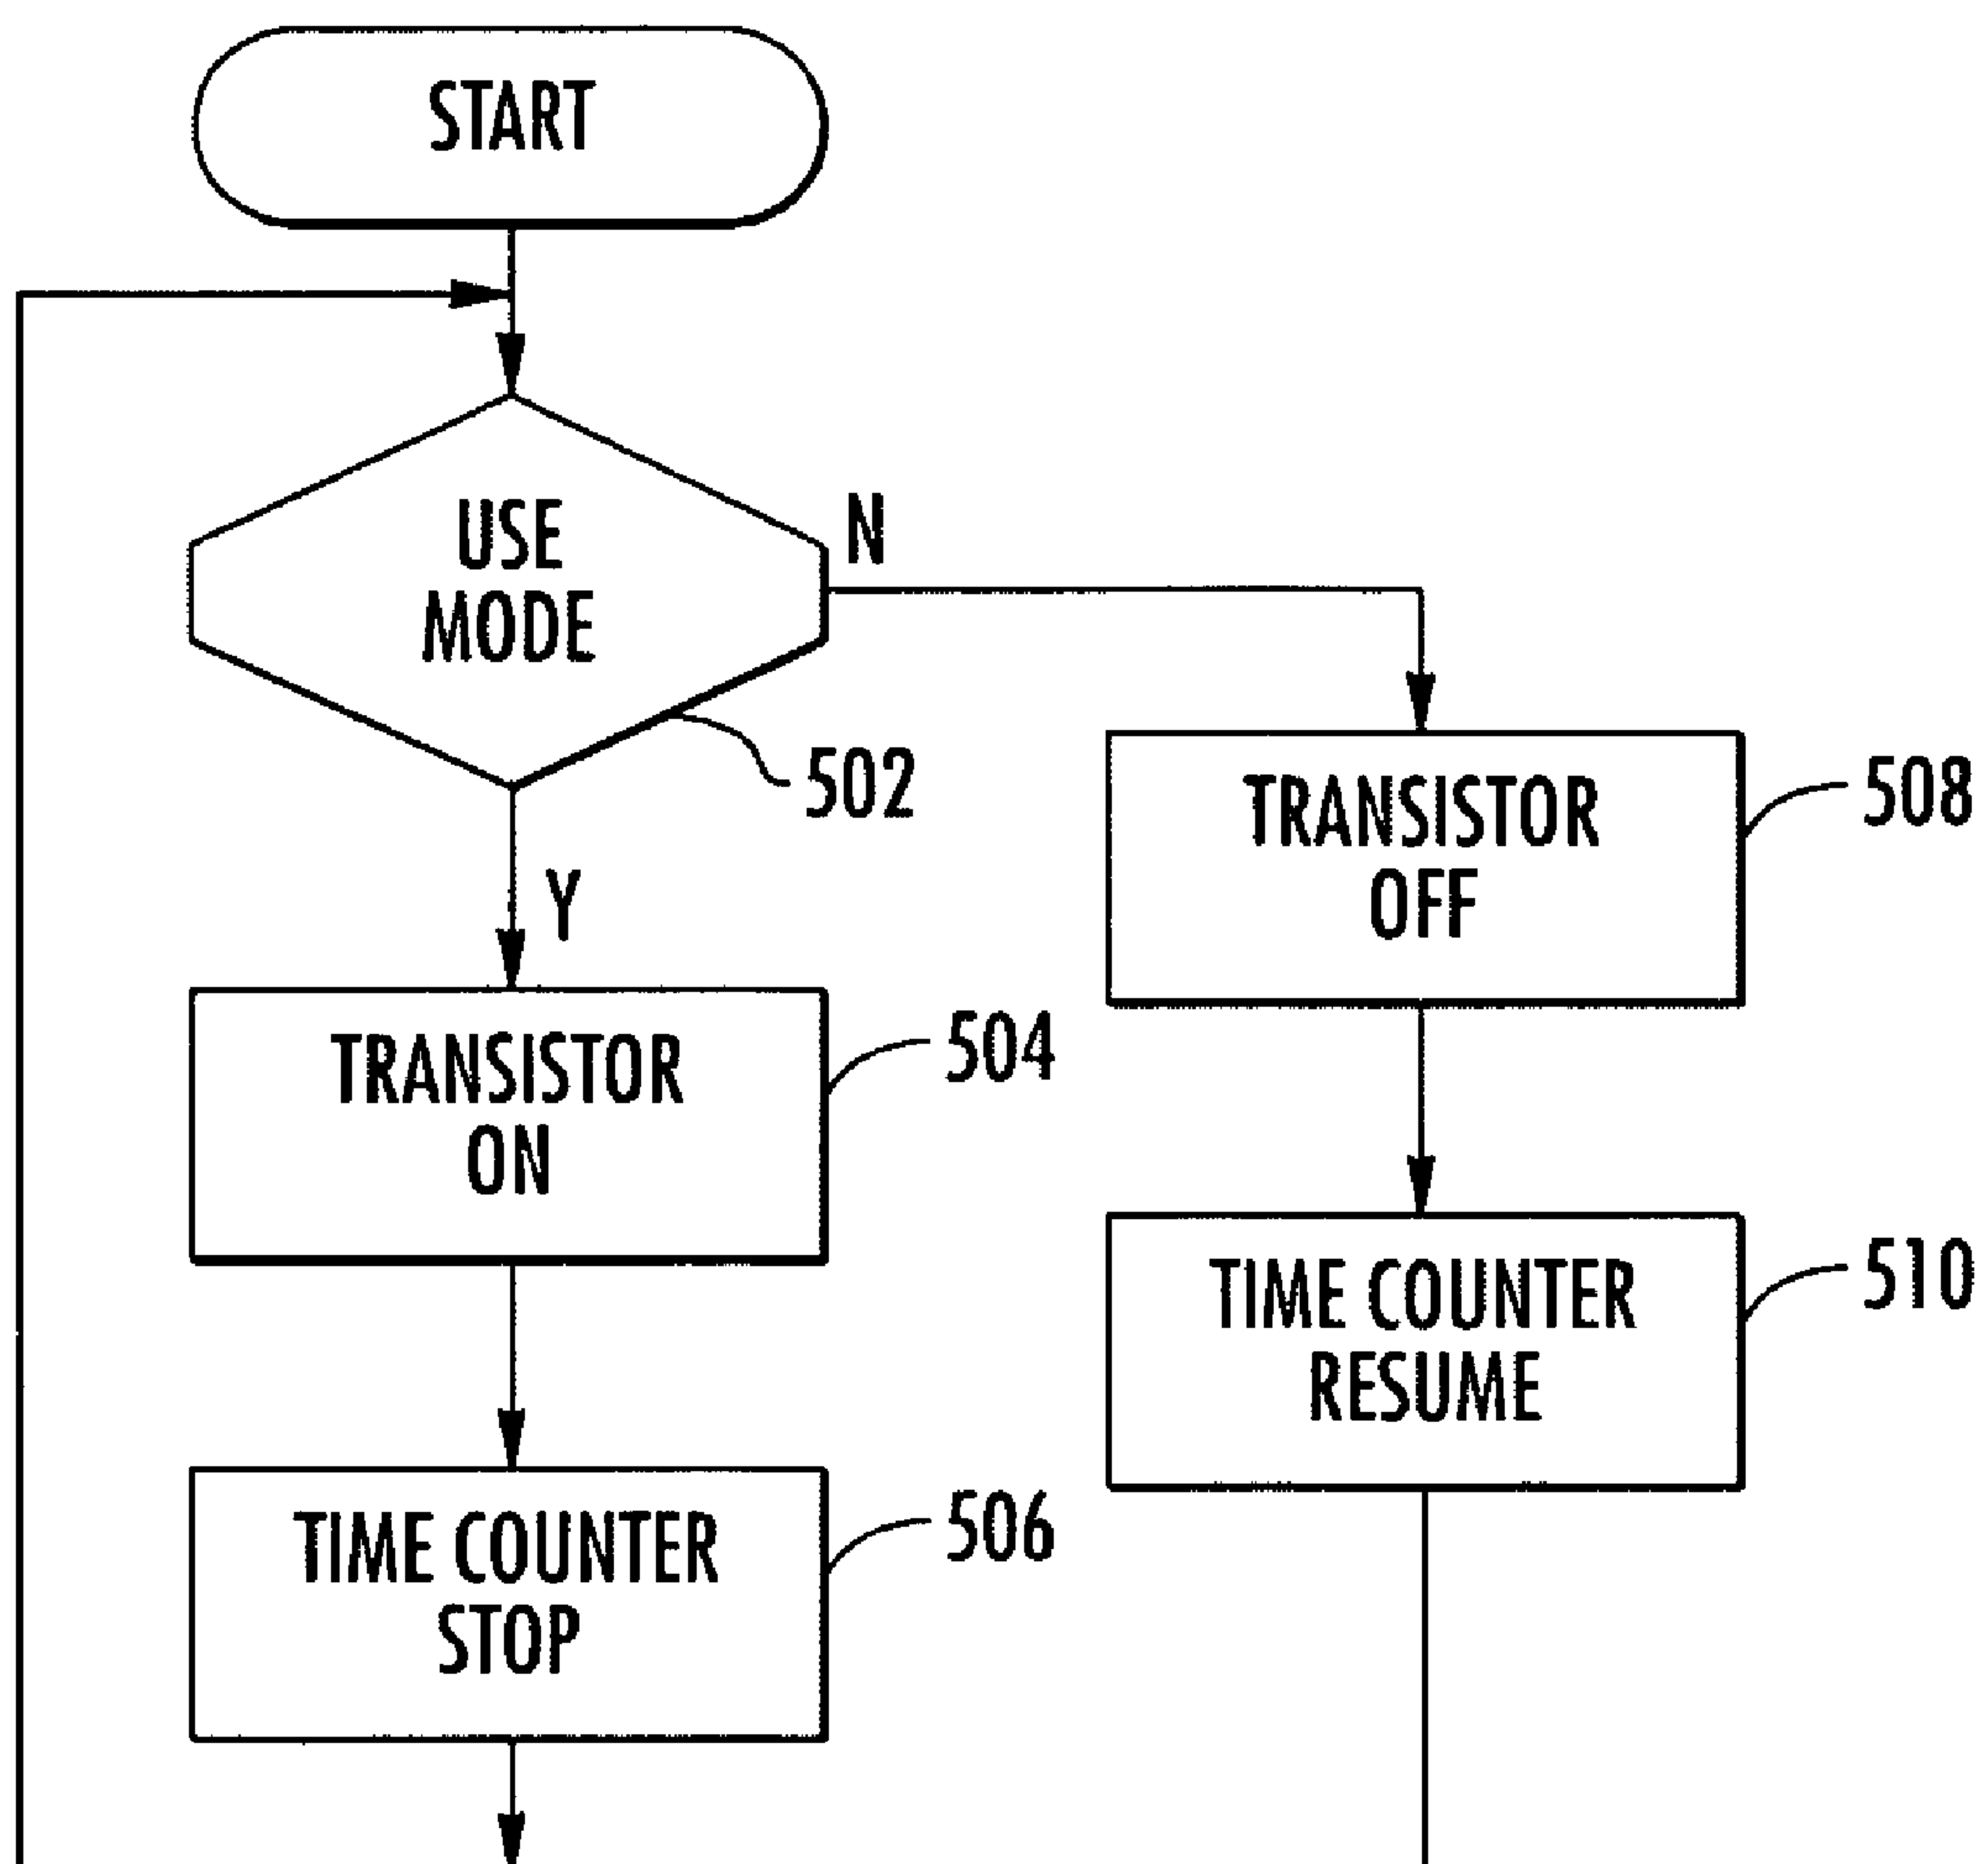 START
USE
MODE
N
502
Y
TRANSISTOR
OFF
508
TRANSISTOR
ON
504
TIME COUNTER
RESUME
510
TIME COUNTER
STOP
506